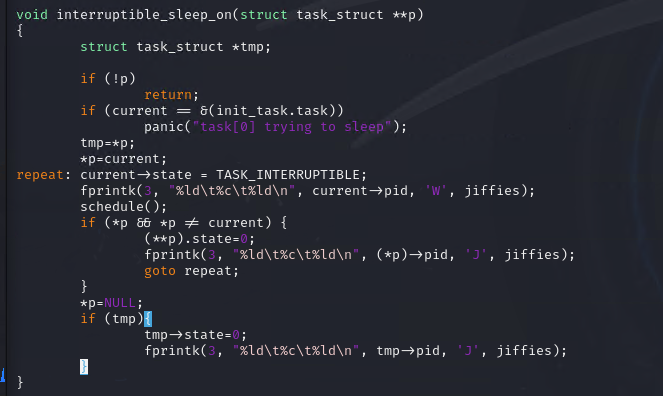 void interruptible_sleep_on(struct task_struct **p)
{
        struct task_struct *tmp;

        if (!p)
                return;
        if (current == &(init_task.task))
                panic("task[0] trying to sleep");
        tmp=*p;
        *p=current;
repeat: current->state = TASK_INTERRUPTIBLE;
        fprintk(3, "%ld\t%c\t%ld\n", current->pid, 'W', jiffies);
        schedule();
        if (*p && *p != current) {
                (**p).state=0;
                fprintk(3, "%ld\t%c\t%ld\n", (*p)->pid, 'J', jiffies);
                goto repeat;
        }
        *p=NULL;
        if (tmp){
                tmp->state=0;
                fprintk(3, "%ld\t%c\t%ld\n", tmp->pid, 'J', jiffies);
        }
}